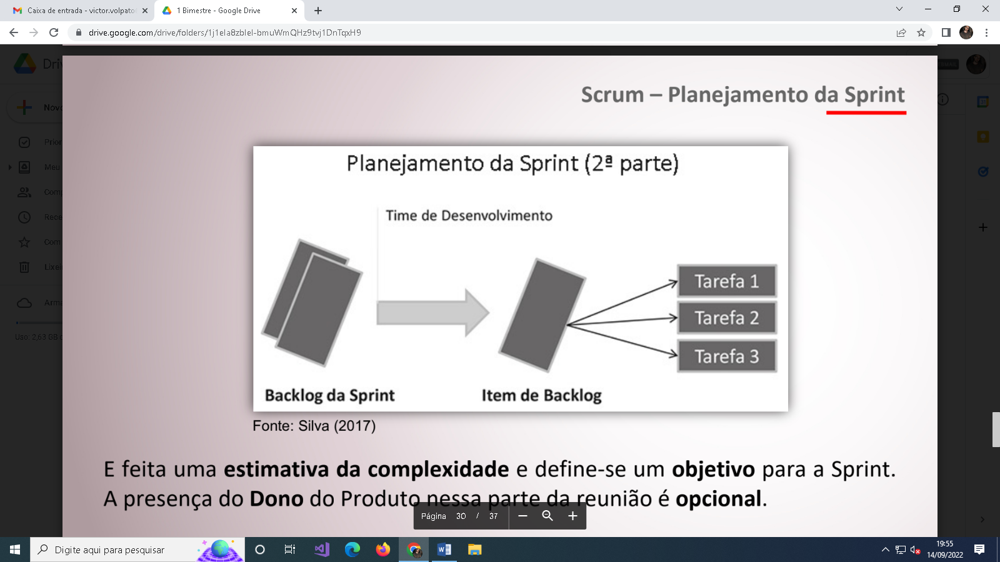 Caixa de entrada - victor.volpato
1 Bimestre - Google Drive
drive.google.com/drive/folders/1j1ela8zblel-bmuWmQHz9tvj1DnTqxH9
Scrum – Planejamento da Sprint
Novo
Prior
Meu
Comp
Rece
Com
Lixei
Arma
Uso: 2,63 GB
Planejamento da Sprint (2ª parte)
Time de Desenvolvimento
Tarefa 1
Tarefa 2
Tarefa 3
Backlog da Sprint
Item de Backlog
Fonte: Silva (2017)
E feita uma estimativa da complexidade e define-se um objetivo para a Sprint.
A presença do Dono do Produto nessa parte da reunião é opcional.
Página 30 / 37
Digite aqui para pesquisar
19:55
14/09/2022